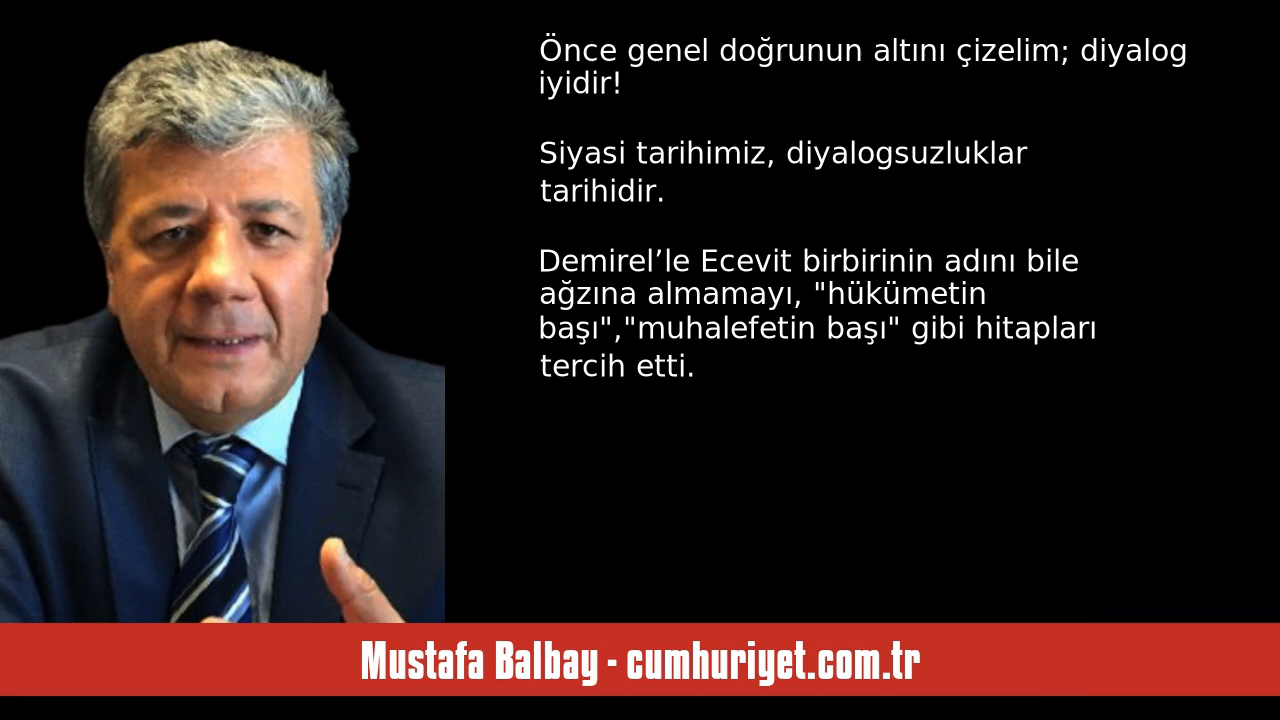 Önce genel doğrunun altını çizelim; diyalog
iyidir!
Siyasi tarihimiz, diyalogsuzluklar
tarihidir.
Demirel’le Ecevit birbirinin adını bile
ağzına almamayı, "hükümetin
başı","muhalefetin başı" gibi hitapları
tercih etti.
Mustafa Balbay - cumhuriyet.com.tr